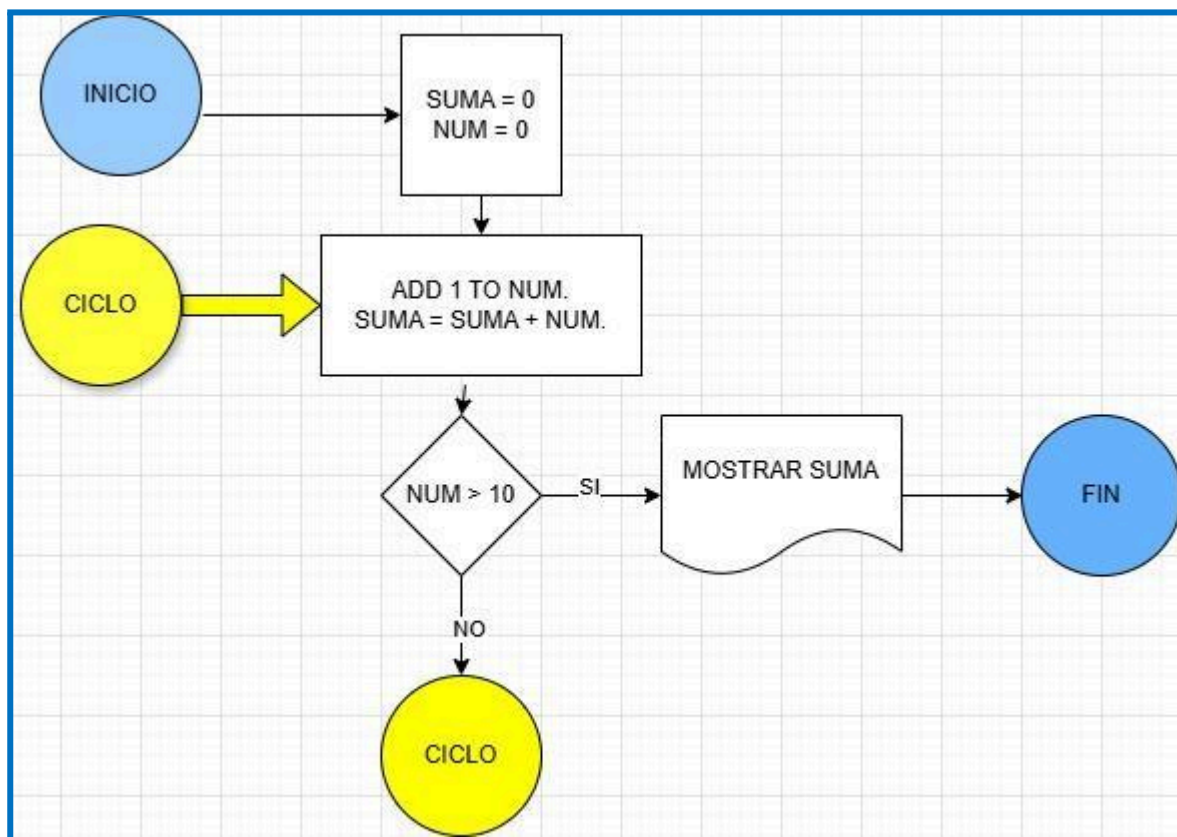 INICIO
SUMA = 0
NUM = 0
CICLO
ADD 1 TO NUM.
SUMA = SUMA + NUM.
NUM > 10
SI
MOSTRAR SUMA
FIN
NO
CICLO